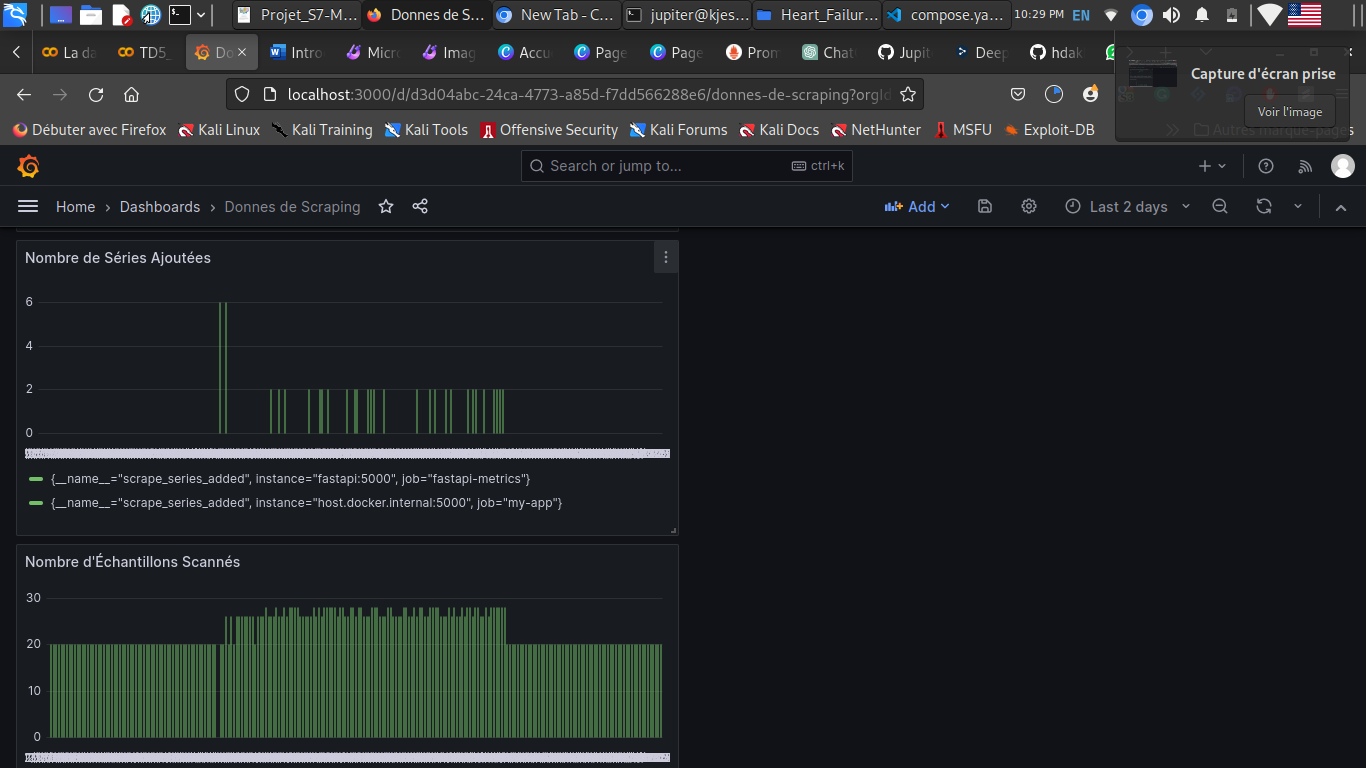 Projet_S7-M...
Donnes de S...
New Tab - C...
jupiter@kjes...
Heart_Failur...
compose.ya...
10:29 PM
EN
La da
TD5_
Do
Intro
Micro
Imag
Accu
Page
Page
Prom
Chat
Jupit
Deep
hdak
Capture d'écran prise
Voir l'image
localhost:3000/d/d3d04abc-24ca-4773-a85d-f7dd566288e6/donnes-de-scraping?orgId
Débuter avec Firefox
Kali Linux
Kali Training
Kali Tools
Offensive Security
Kali Forums
Kali Docs
NetHunter
MSFU
Exploit-DB
Autres marque-pages
Search or jump to...
ctrl+k
Home
Dashboards
Donnes de Scraping
Add
Last 2 days
Nombre de Séries Ajoutées
6
4
2
0
{__name__="scrape_series_added", instance="fastapi:5000", job="fastapi-metrics"}
{__name__="scrape_series_added", instance="host.docker.internal:5000", job="my-app"}
Nombre d'Échantillons Scannés
30
20
10
0